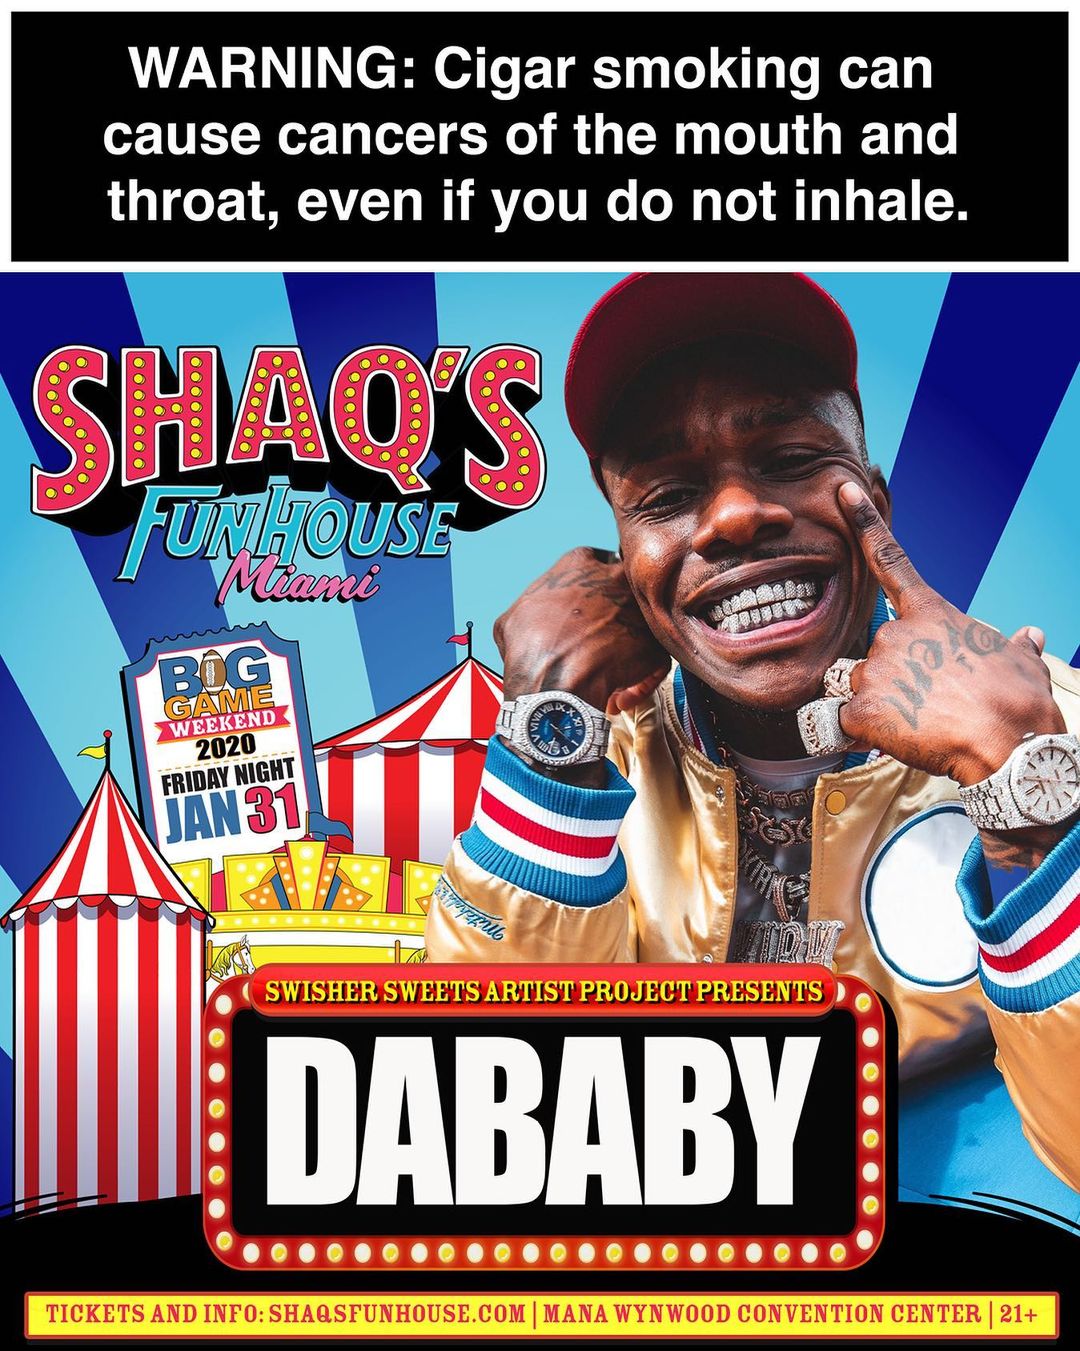 WARNING: Cigar smoking can
cause cancers of the mouth and
throat, even if you do not inhale.
SHAQ'S
FUNHOUSE
Miami
BIG
GAME
WEEKEND
2020
FRIDAY NIGHT
JAN 31
SWISHER SWEETS ARTIST PROJECT PRESENTS
DABABY
TICKETS AND INFO: SHAQSFUNHOUSE.COM | MANA WYNWOOD CONVENTION CENTER | 21+